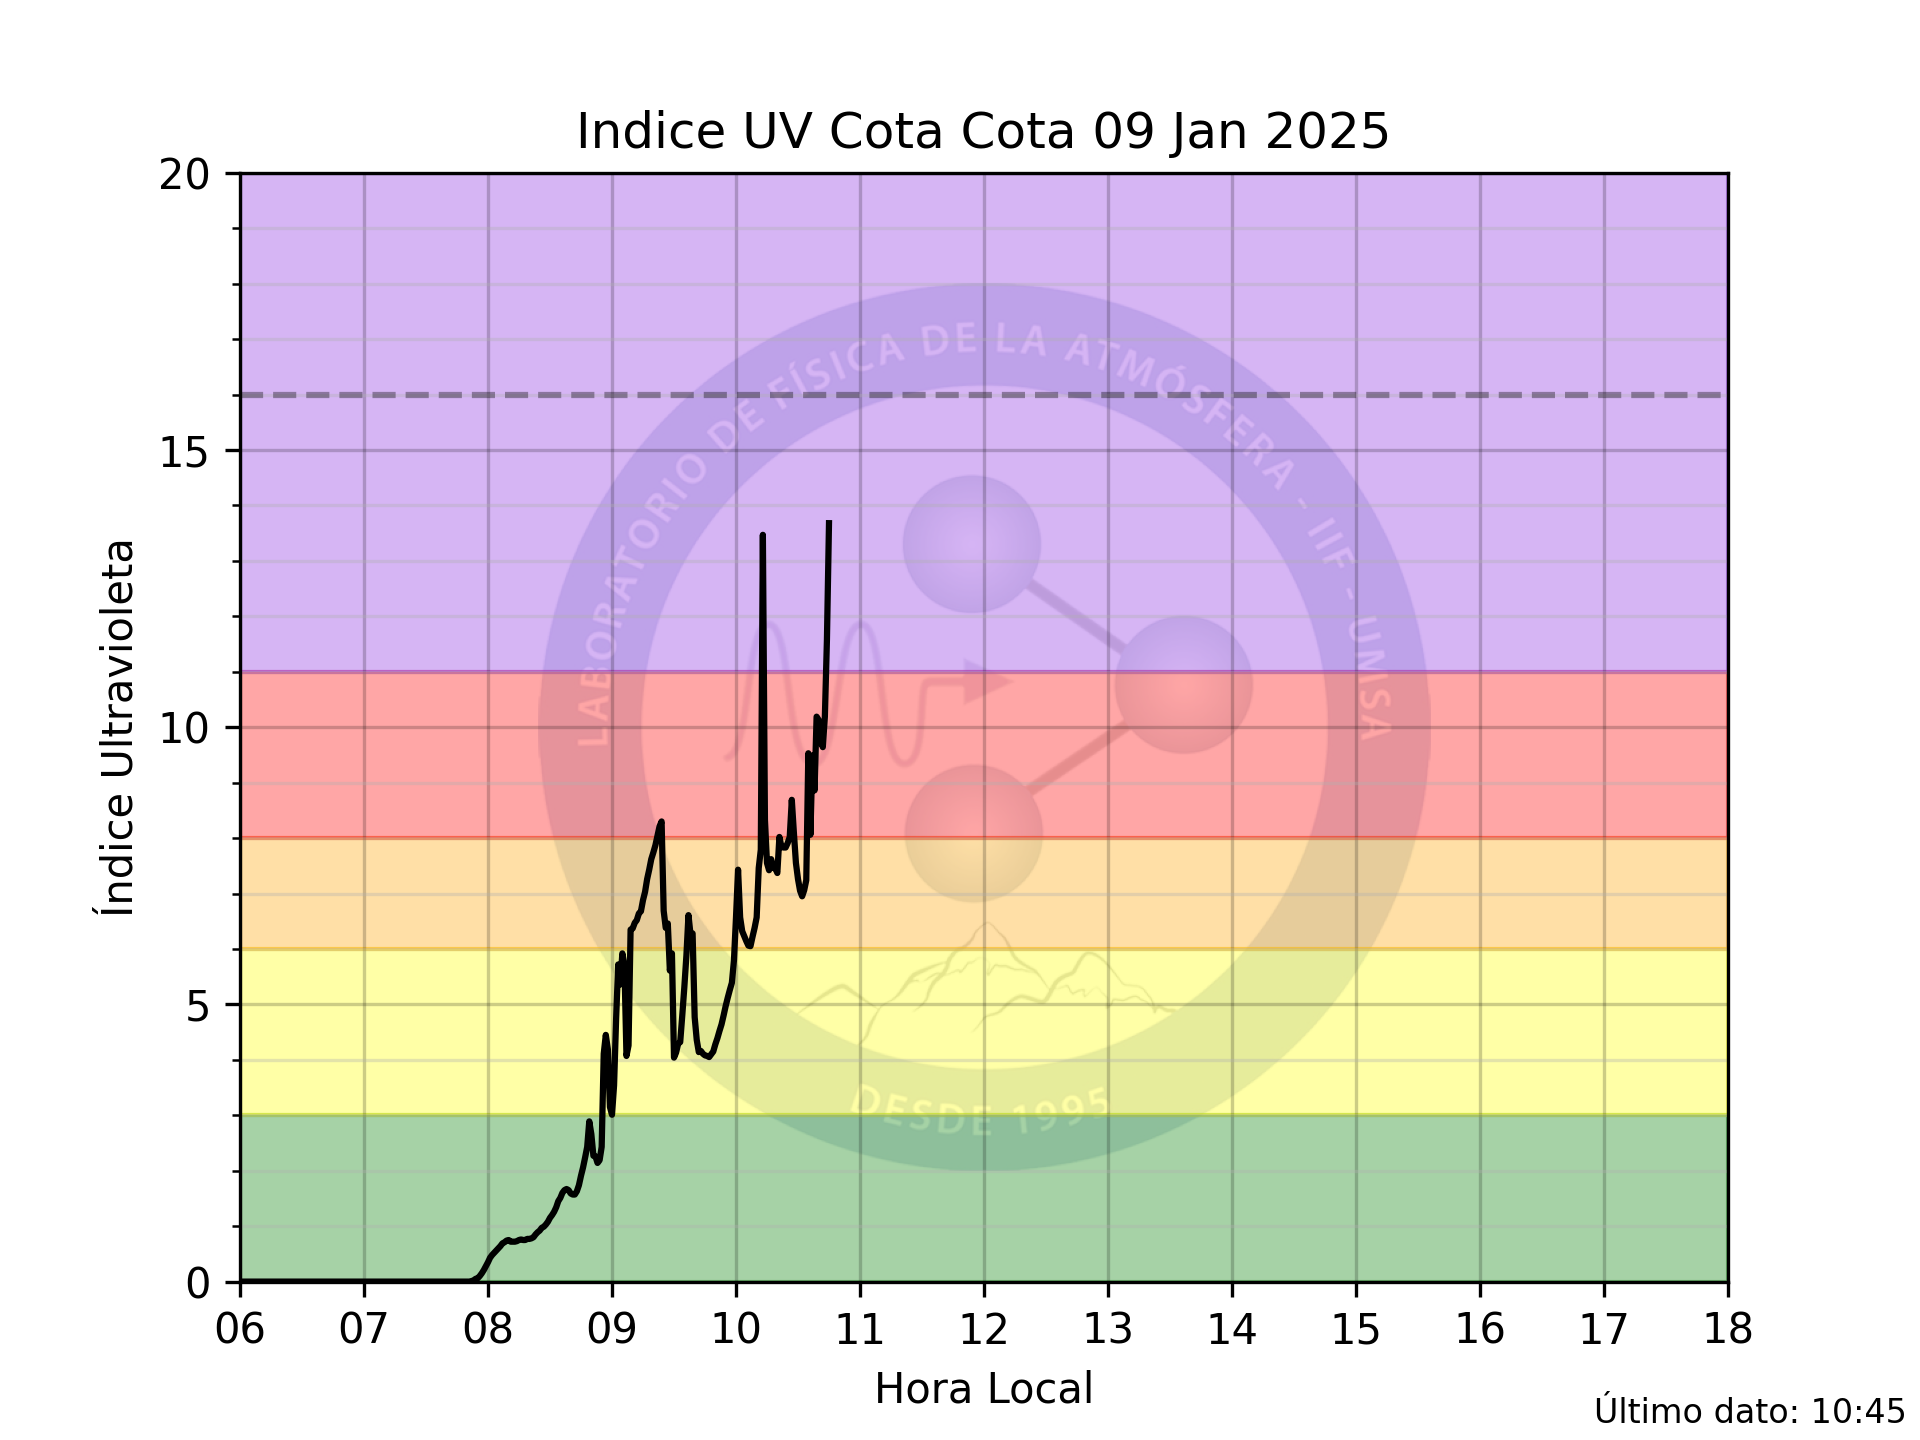 Indice UV Cota Cota 09 Jan 2025
20
15
10
5
0
Índice Ultravioleta
LABORATORIO DE FÍSICA DE LA ATMÓSFERA - IIF - UMSA
DESDE 1995
06 07 08 09 10 11 12 13 14 15 16 17 18
Hora Local
Último dato: 10:45